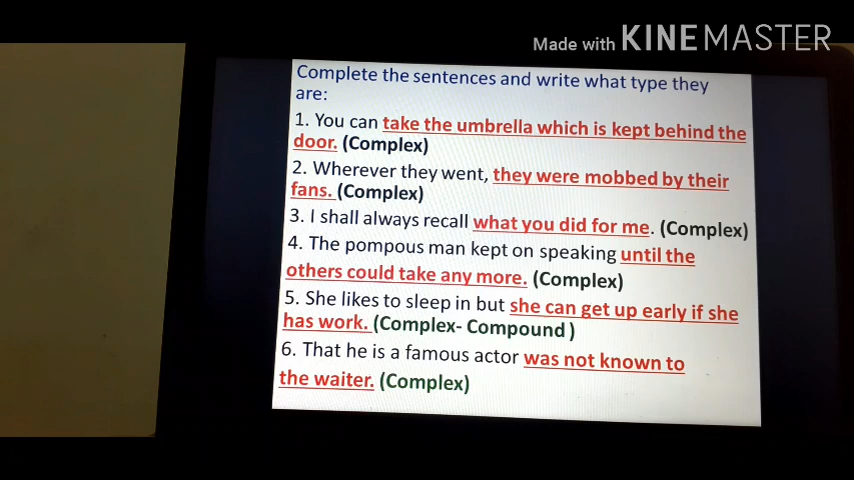 Made with KINEMASTER
Complete the sentences and write what type they
are:
1. You can take the umbrella which is kept behind the
door. (Complex)
2. Wherever they went, they were mobbed by their
fans. (Complex)
3. I shall always recall what you did for me. (Complex)
4. The pompous man kept on speaking until the
others could take any more. (Complex)
5. She likes to sleep in but she can get up early if she
has work. (Complex- Compound )
6. That he is a famous actor was not known to
the waiter. (Complex)